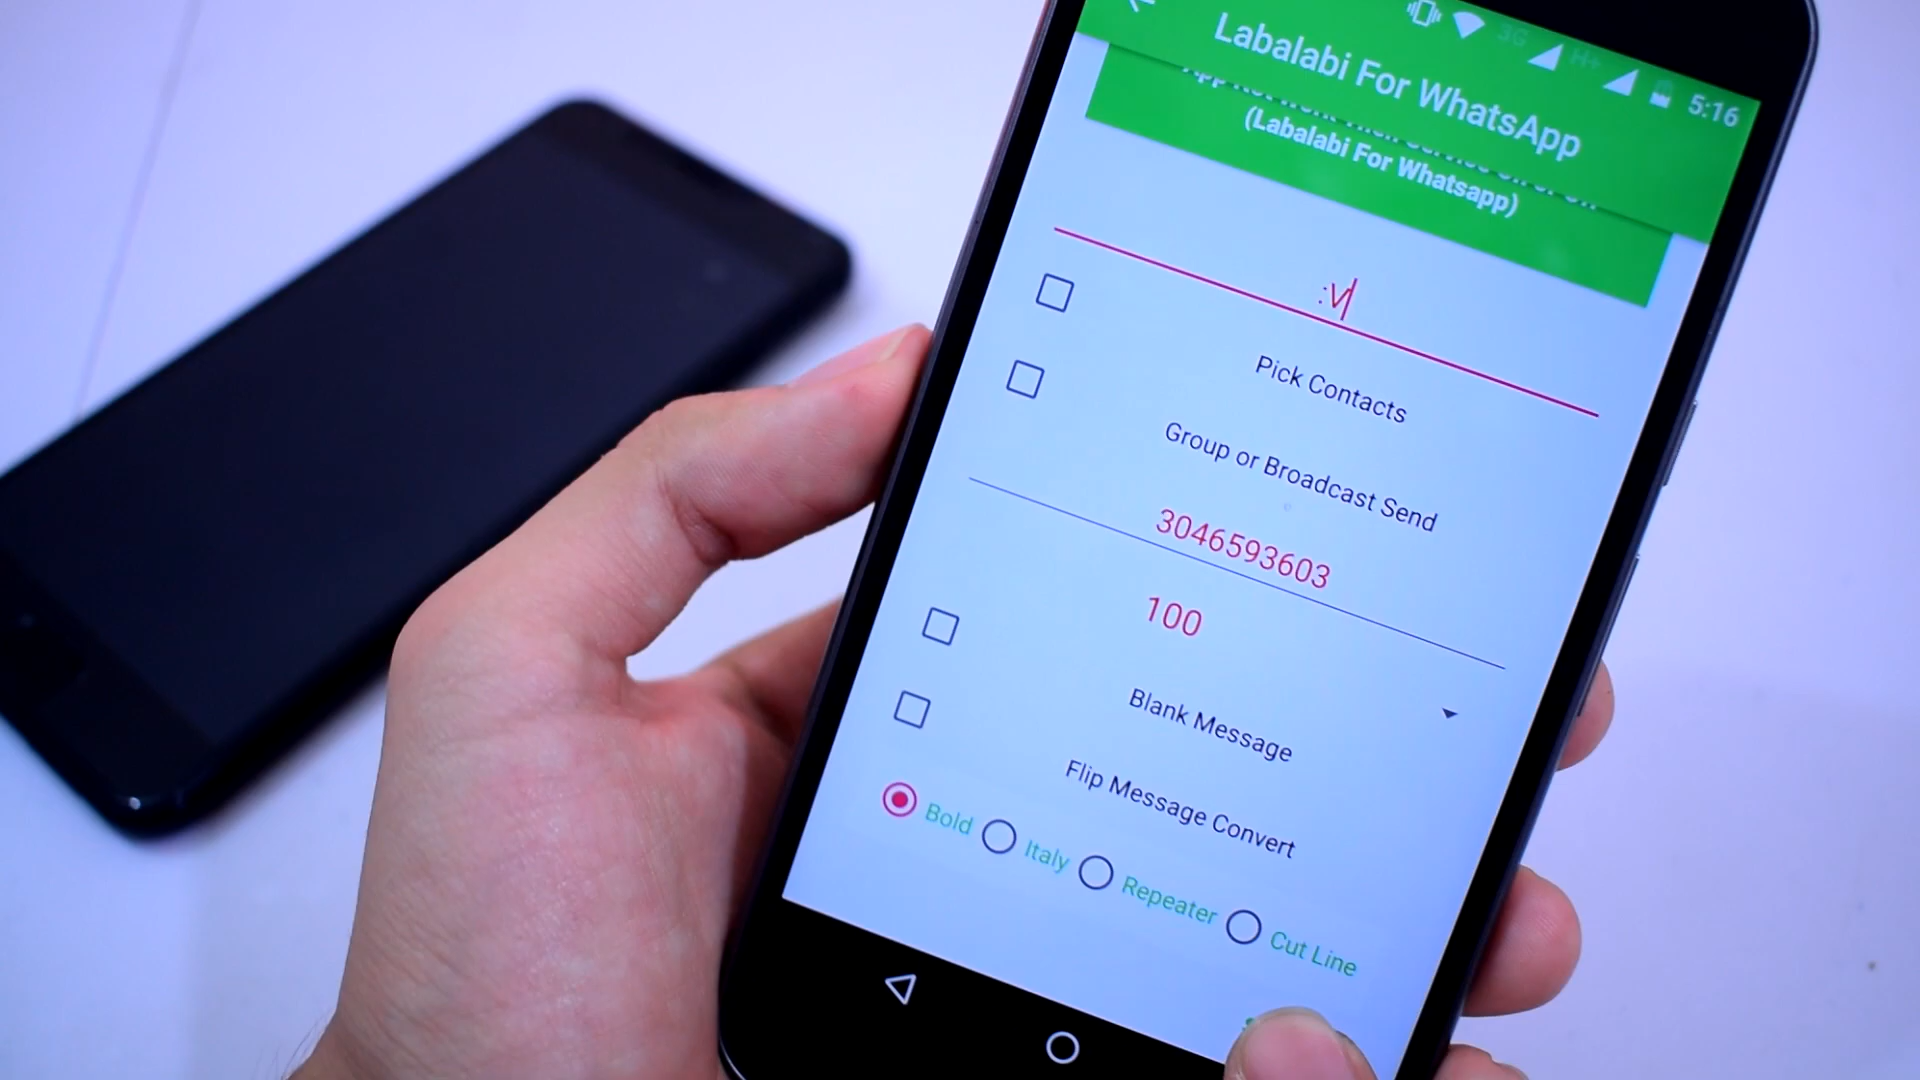 3G H+ 5:16
Labalabi For WhatsApp
(Labalabi For Whatsapp)
:V
Pick Contacts
Group or Broadcast Send
3046593603
100
Blank Message
Flip Message Convert
Bold Italy Repeater Cut Line